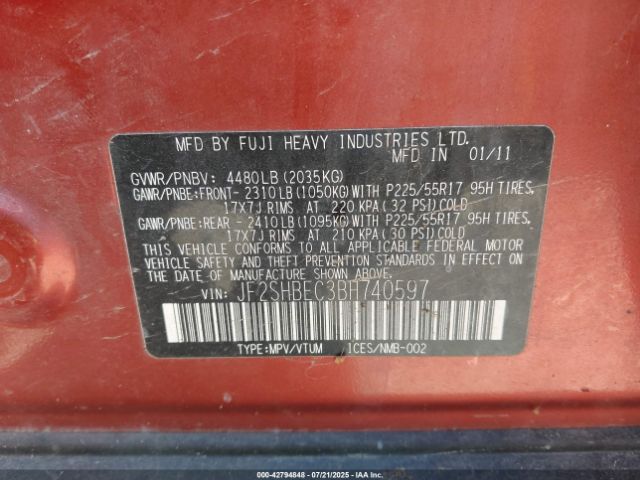 MFD BY FUJI HEAVY INDUSTRIES LTD.
MFD IN 01/11
GVWR/PNBV: 4480LB (2035KG)
GAWR/PNBE:FRONT- 2310LB (1050KG)WITH P225/55R17 95H TIRES,
17X7J RIMS AT 220 KPA (32 PSI)COLD
GAWR/PNBE:REAR - 2410LB (1095KG)WITH P225/55R17 95H TIRES,
17X7J RIMS AT 210 KPA (30 PSI)COLD
THIS VEHICLE CONFORMS TO ALL APPLICABLE FEDERAL MOTOR
VEHICLE SAFETY AND THEFT PREVENTION STANDARDS IN EFFECT ON THE
DATE OF MANUFACTURE SHOWN ABOVE.
VIN: JF2SHBEC3BH740597
TYPE:MPV/VTUM ICES/NMB-002
000-42794848 07/21/2025 IAAI.COM